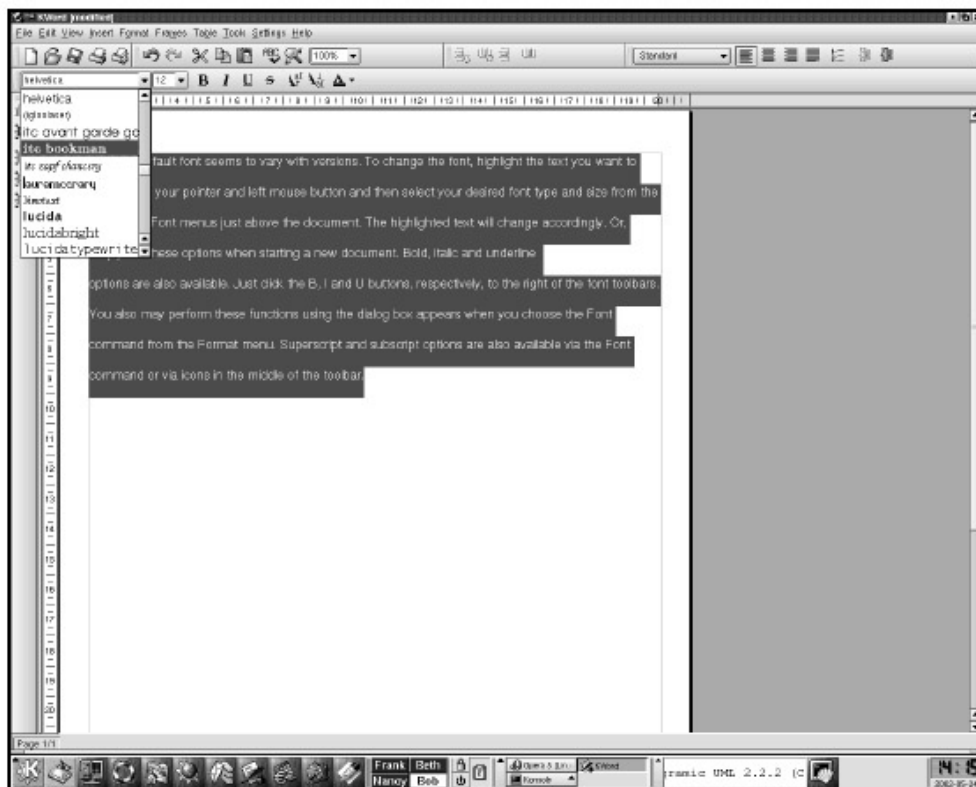 KWord [modified]
File Edit View Insert Format Frames Table Tools Settings Help
100% Standard
helvetica 12 B I U S A
helvetica
itc avant garde go
itc bookman
itc zapf chancery
lucida
lucidabright
lucidatypewrite
fault font seems to vary with versions. To change the font, highlight the text you want to
your pointer and left mouse button and then select your desired font type and size from the
Font menus just above the document. The highlighted text will change accordingly. Or,
hese options when starting a new document. Bold, italic and underline
options are also available. Just click the B, I and U buttons, respectively, to the right of the font toolbars.
You also may perform these functions using the dialog box appears when you choose the Font
command from the Format menu. Superscript and subscript options are also available via the Font
command or via icons in the middle of the toolbar.
Page 1/1
Frank Beth
Nancy Bob
KWord
Konsole
gramic UML 2.2.2 (C
14:15